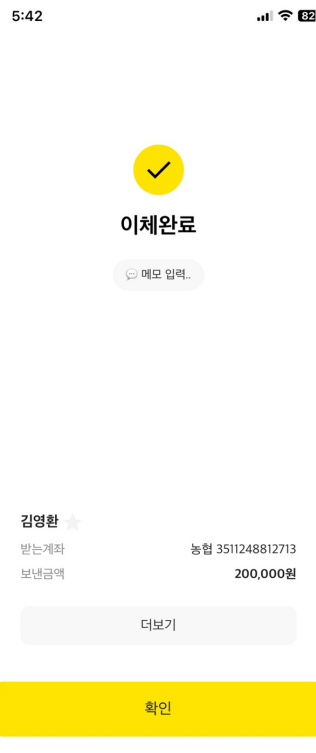 5:42
82
이체완료
메모 입력..
김영환
받는계좌 농협 3511248812713
보낸금액 200,000원
더보기
확인